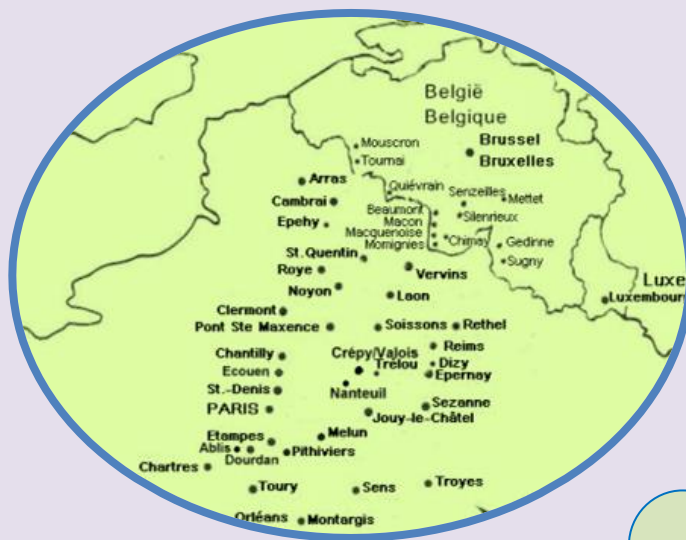 België
Belgique
Brussel
Bruxelles
Mouscron
Tournai
Arras
Quiévrain
Senzeilles
Mettet
Cambrai
Beaumont
Silenrieux
Epehy
Macon
Macquenoise
Chimay
Gedinne
Momignies
St.Quentin
Sugny
Roye
Vervins
Luxe
Noyon
Laon
Luxembour
Clermont
Pont Ste Maxence
Soissons
Rethel
Reims
Chantilly
Crépy/Valois
Dizy
Ecouen
Trélou
Epernay
St.-Denis
Nanteuil
PARIS
Sezanne
Jouy-le-Châtel
Etampes
Melun
Ablis
Dourdan
Pithiviers
Chartres
Toury
Sens
Troyes
Orléans
Montargis